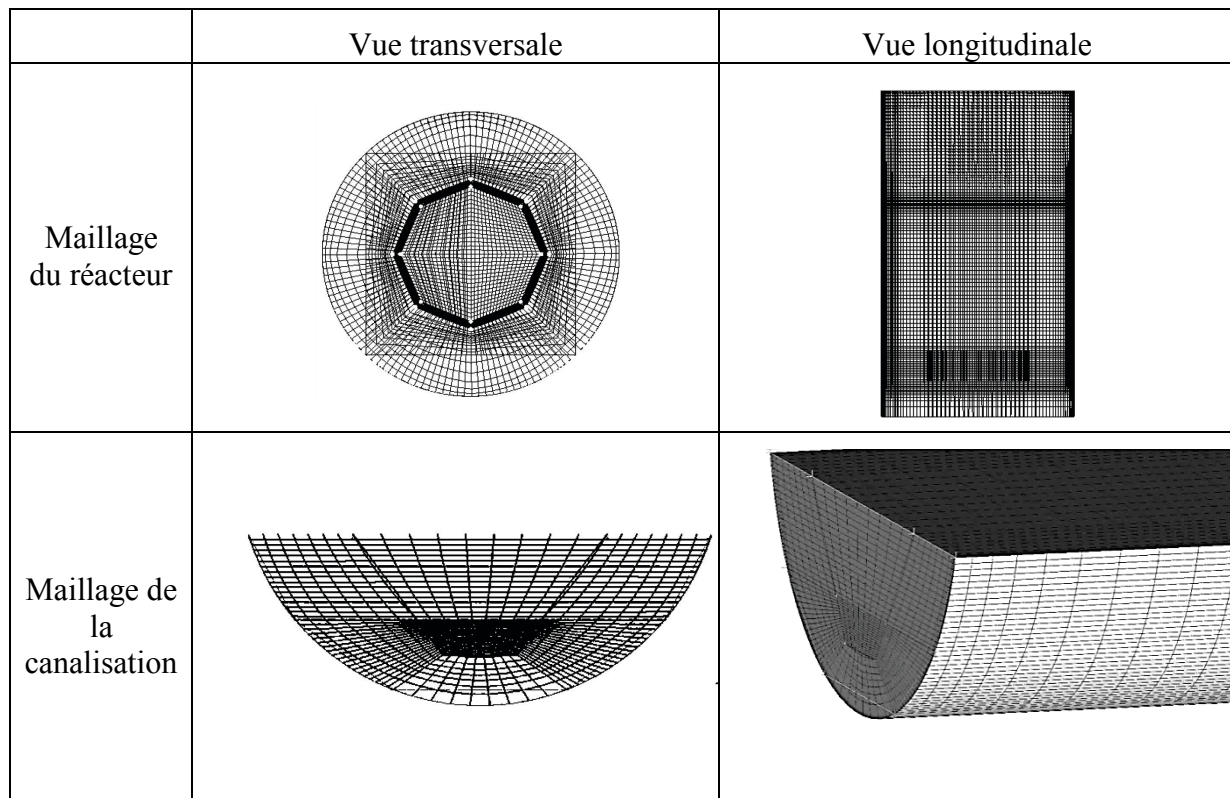 Vue transversale
Vue longitudinale
Maillage
du réacteur
Maillage de
la
canalisation